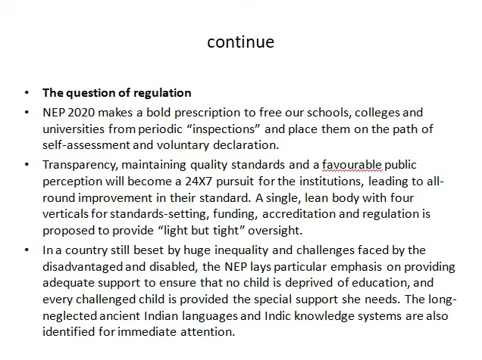 continue
• The question of regulation
• NEP 2020 makes a bold prescription to free our schools, colleges and
universities from periodic “inspections” and place them on the path of
self-assessment and voluntary declaration.
• Transparency, maintaining quality standards and a favourable public
perception will become a 24X7 pursuit for the institutions, leading to all-
round improvement in their standard. A single, lean body with four
verticals for standards-setting, funding, accreditation and regulation is
proposed to provide “light but tight” oversight.
• In a country still beset by huge inequality and challenges faced by the
disadvantaged and disabled, the NEP lays particular emphasis on providing
adequate support to ensure that no child is deprived of education, and
every challenged child is provided the special support she needs. The long-
neglected ancient Indian languages and Indic knowledge systems are also
identified for immediate attention.